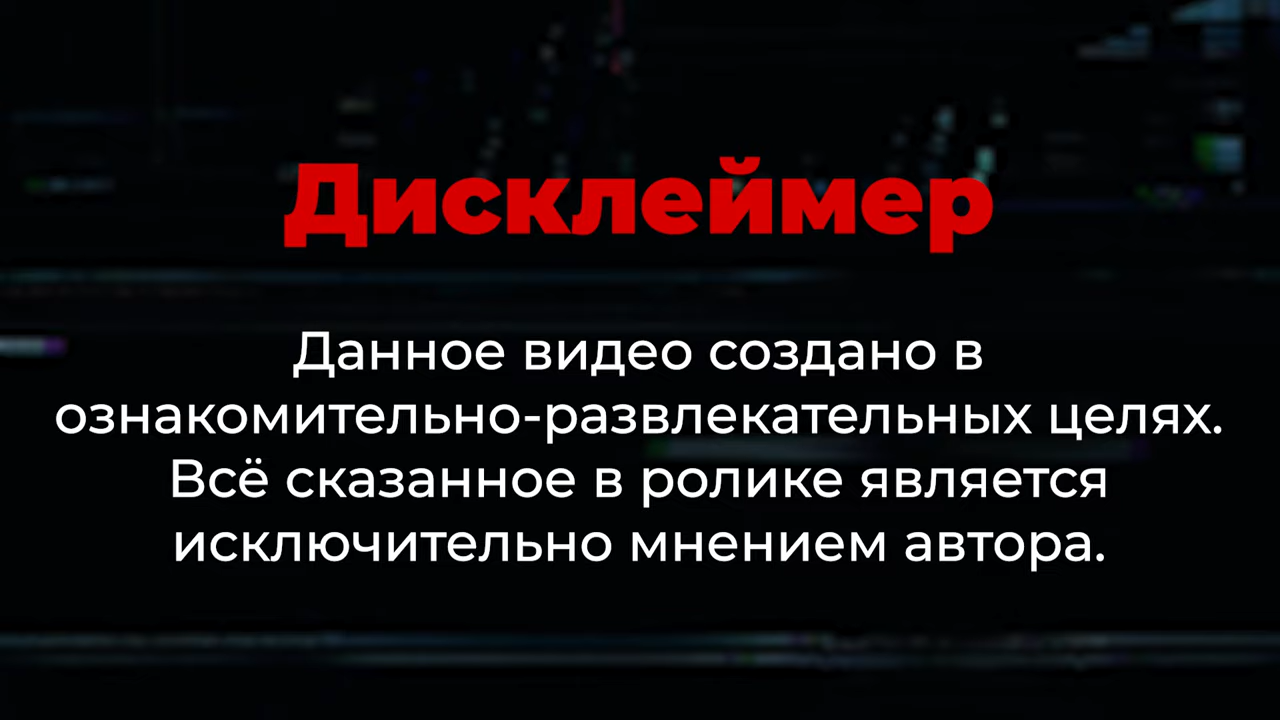 Дисклеймер
Данное видео создано в
ознакомительно-развлекательных целях.
Всё сказанное в ролике является
исключительно мнением автора.